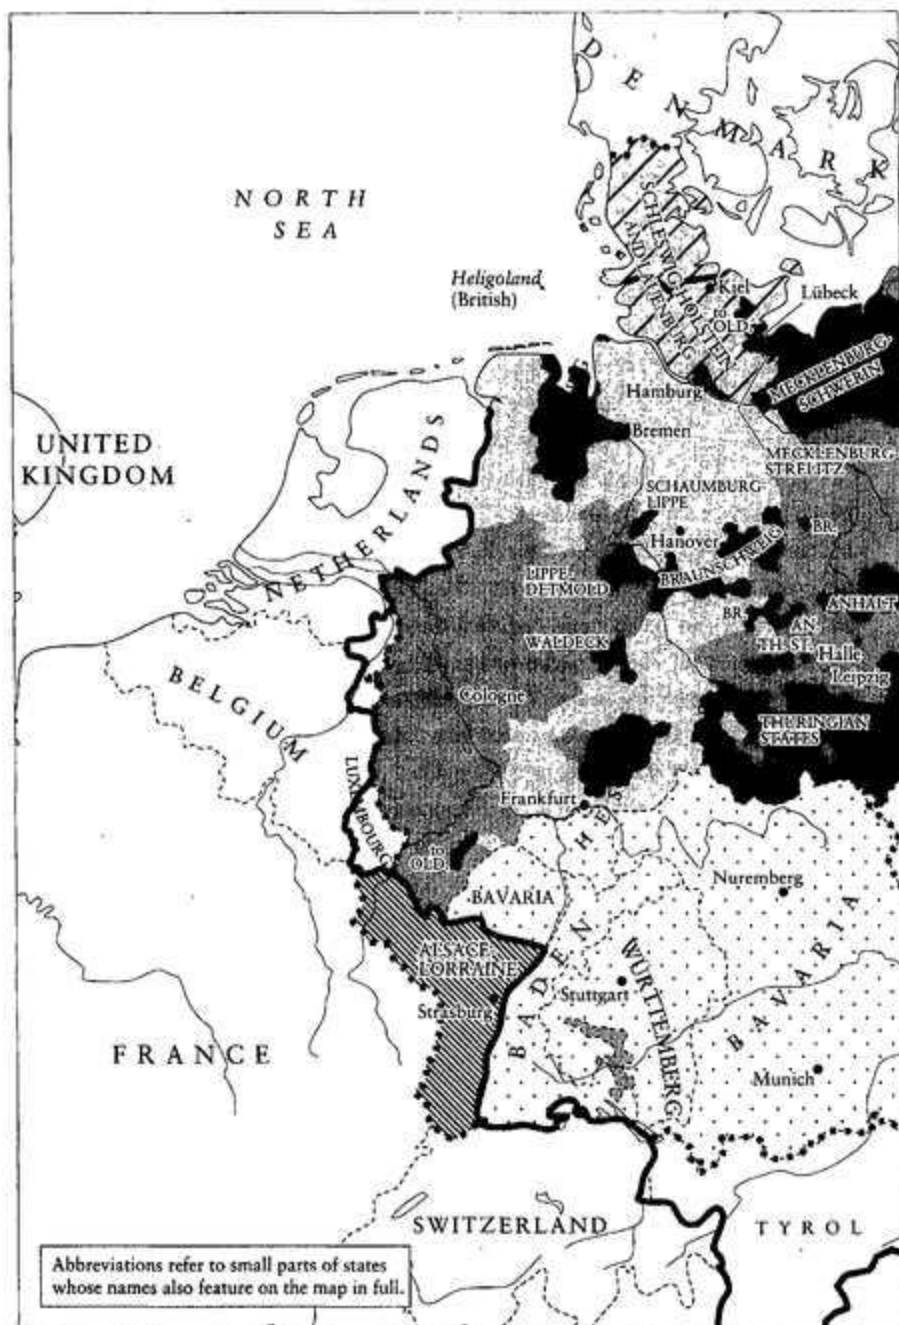 DENMARK
NORTH
SEA
SCHLESWIG-HOLSTEIN
AND LAUENBURG
Heligoland
(British)
Kiel
to
OLD.
Lübeck
MECKLENBURG-
SCHWERIN
Hamburg
Bremen
UNITED
KINGDOM
NETHERLANDS
MECKLENBURG-
STRELITZ
SCHAUMBURG-
LIPPE
BR.
Hanover
BRAUNSCHWEIG
LIPPE-
DETMOLD
ANHALT
BR.
AN.
TH. ST.
WALDECK
Halle
Leipzig
BELGIUM
Cologne
THURINGIAN
STATES
LUXEMBOURG
Frankfurt
HES
to
OLD.
BAVARIA
Nuremberg
ALSACE-
LORRAINE
Strasburg
BADEN
WÜRTTEMBERG
Stuttgart
BAVARIA
FRANCE
Munich
SWITZERLAND
TYROL
Abbreviations refer to small parts of states
whose names also feature on the map in full.